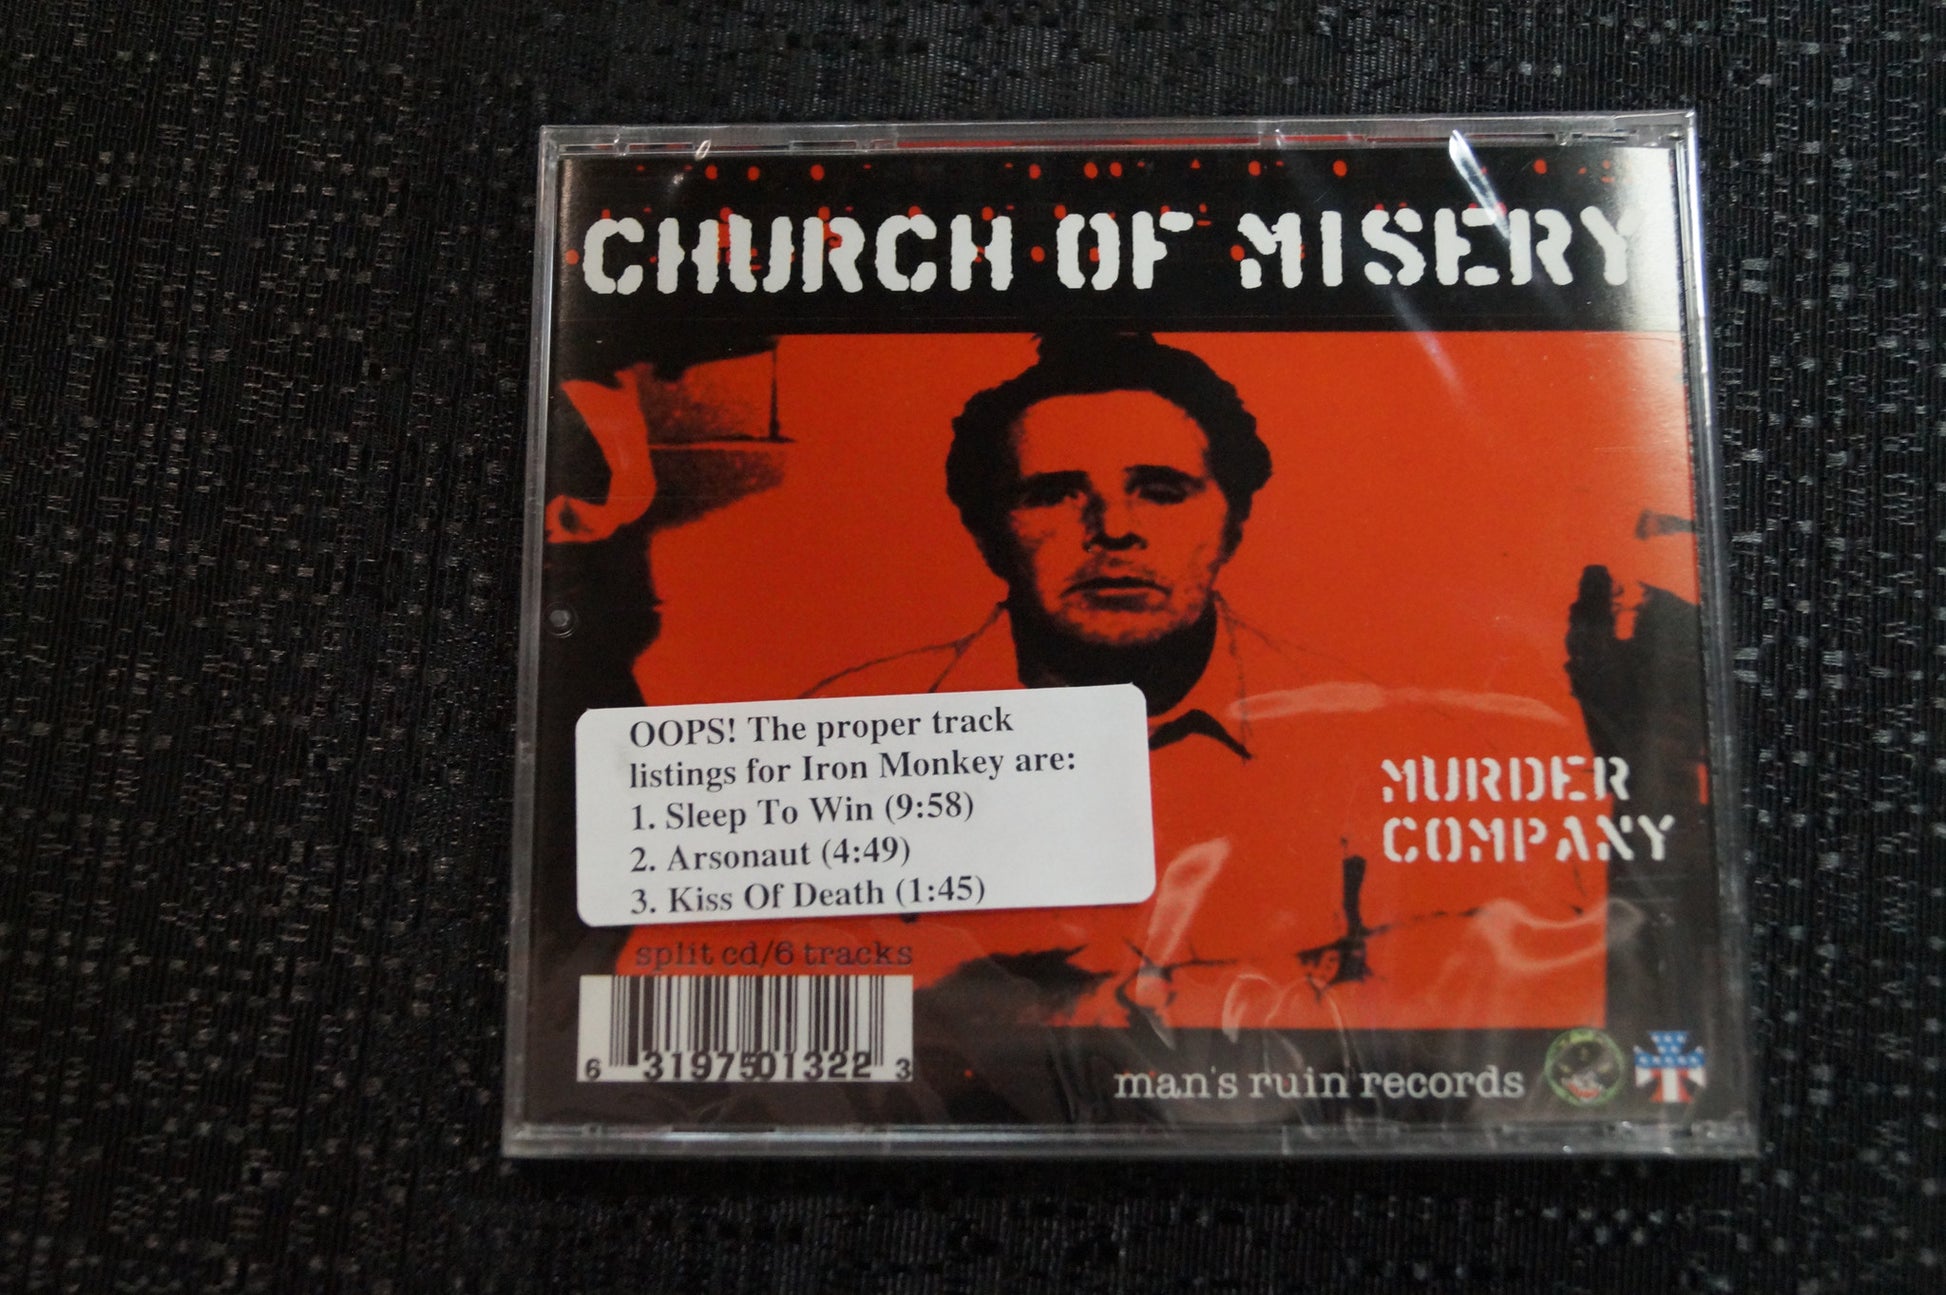 CHURCH OF MISERY
OOPS! The proper track
listings for Iron Monkey are:
1. Sleep To Win (9:58)
2. Arsonaut (4:49)
3. Kiss Of Death (1:45)
MURDER
COMPANY
split cd/6 tracks
6 31975 01322 3
man's ruin records